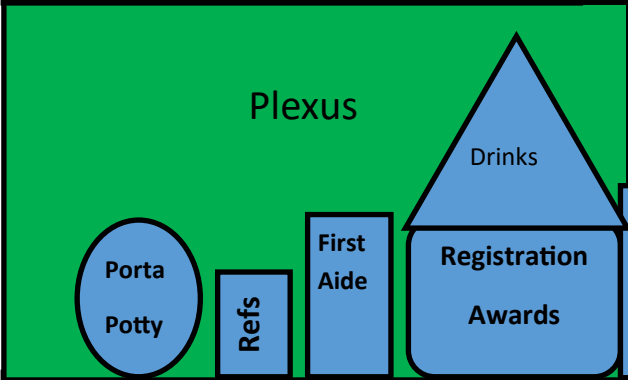 Plexus
Drinks
Porta
Potty
Refs
First
Aide
Registration
Awards